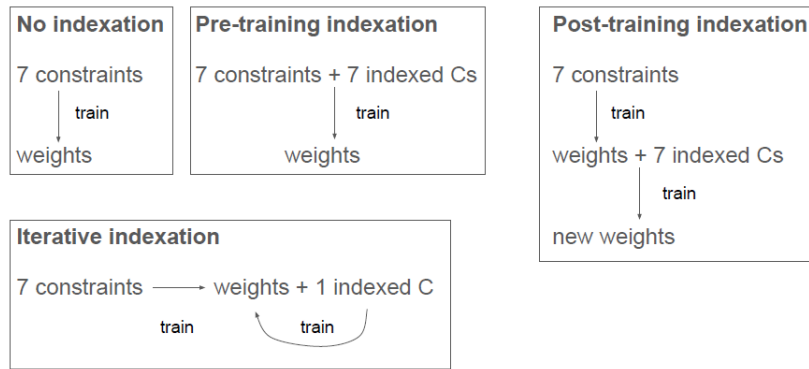 No indexation
7 constraints
train
weights
Pre-training indexation
7 constraints + 7 indexed Cs
train
weights
Post-training indexation
7 constraints
train
weights + 7 indexed Cs
train
new weights
Iterative indexation
7 constraints weights + 1 indexed C
train train